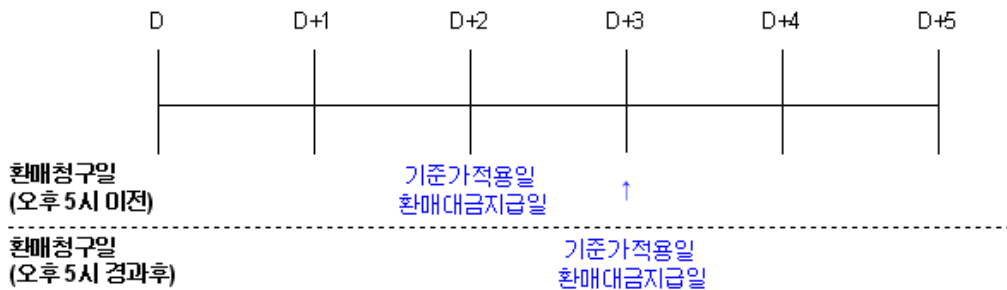 D D+1 D+2 D+3 D+4 D+5
환매청구일 기준가적용일
(오후 5시 이전) 환매대금지급일 ↑
환매청구일 기준가적용일
(오후 5시 경과후) 환매대금지급일